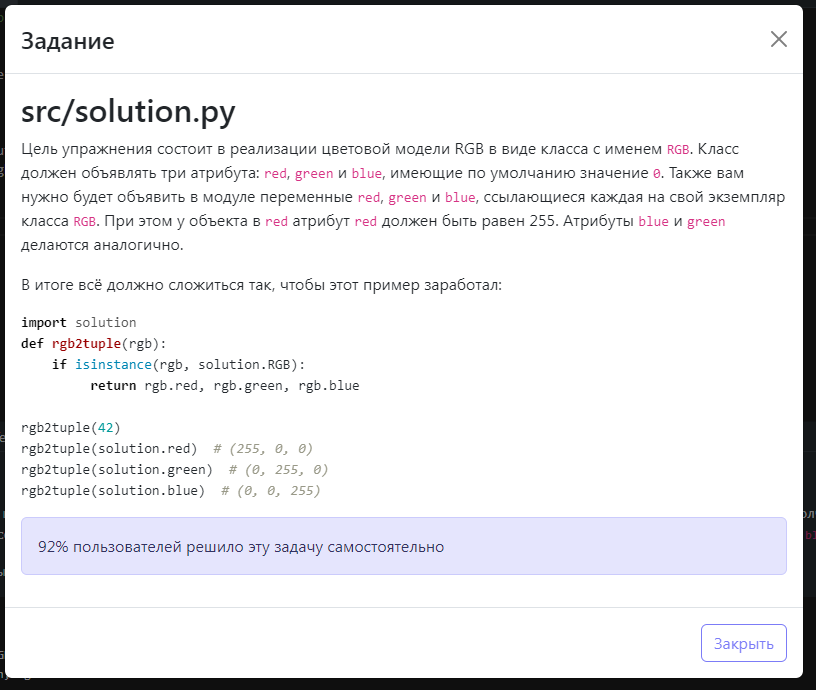 Задание
src/solution.py
Цель упражнения состоит в реализации цветовой модели RGB в виде класса с именем RGB. Класс
должен объявлять три атрибута: red, green и blue, имеющие по умолчанию значение 0. Также вам
нужно будет объявить в модуле переменные red, green и blue, ссылающиеся каждая на свой экземпляр
класса RGB. При этом у объекта в red атрибут red должен быть равен 255. Атрибуты blue и green
делаются аналогично.
В итоге всё должно сложиться так, чтобы этот пример заработал:
import solution
def rgb2tuple(rgb):
    if isinstance(rgb, solution.RGB):
         return rgb.red, rgb.green, rgb.blue
rgb2tuple(42)
rgb2tuple(solution.red)  # (255, 0, 0)
rgb2tuple(solution.green)  # (0, 255, 0)
rgb2tuple(solution.blue)  # (0, 0, 255)
92% пользователей решило эту задачу самостоятельно
Закрыть